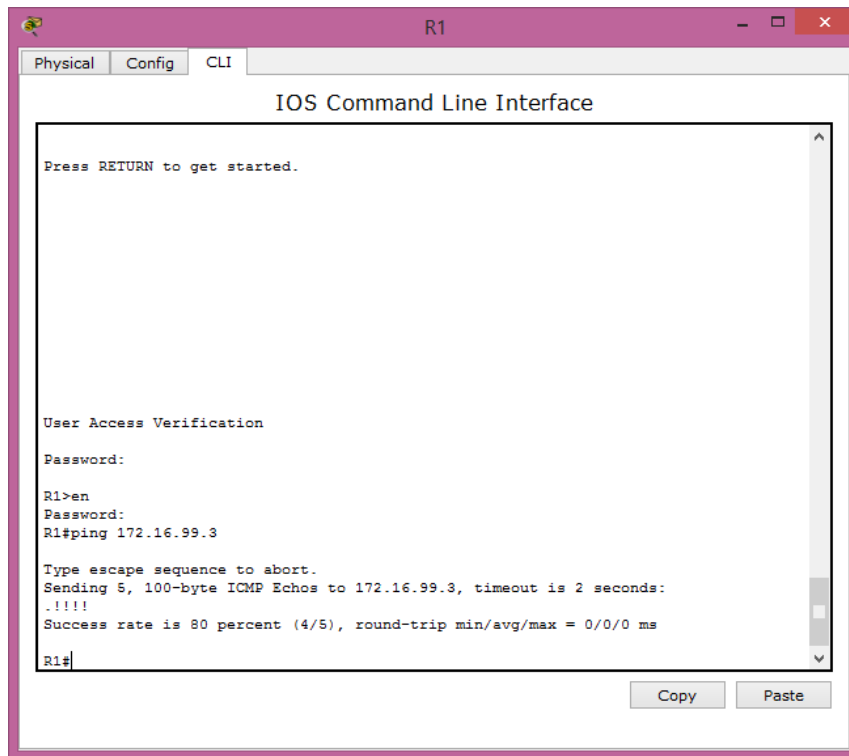 R1
Physical Config CLI
IOS Command Line Interface
Press RETURN to get started.
User Access Verification
Password:
R1>en
Password:
R1#ping 172.16.99.3
Type escape sequence to abort.
Sending 5, 100-byte ICMP Echos to 172.16.99.3, timeout is 2 seconds:
.!!!!
Success rate is 80 percent (4/5), round-trip min/avg/max = 0/0/0 ms
R1#
Copy Paste